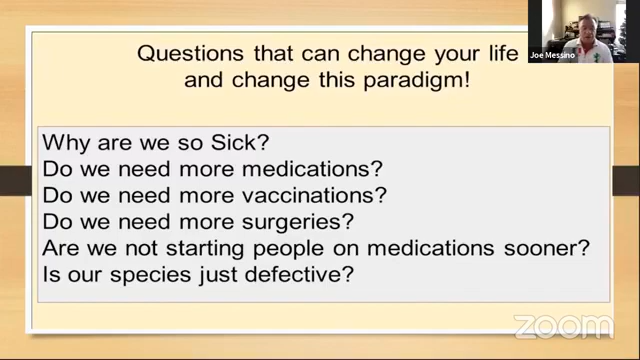 Questions that can change your life
and change this paradigm!
Joe Messino
Why are we so Sick?
Do we need more medications?
Do we need more vaccinations?
Do we need more surgeries?
Are we not starting people on medications sooner?
Is our species just defective?
zoom